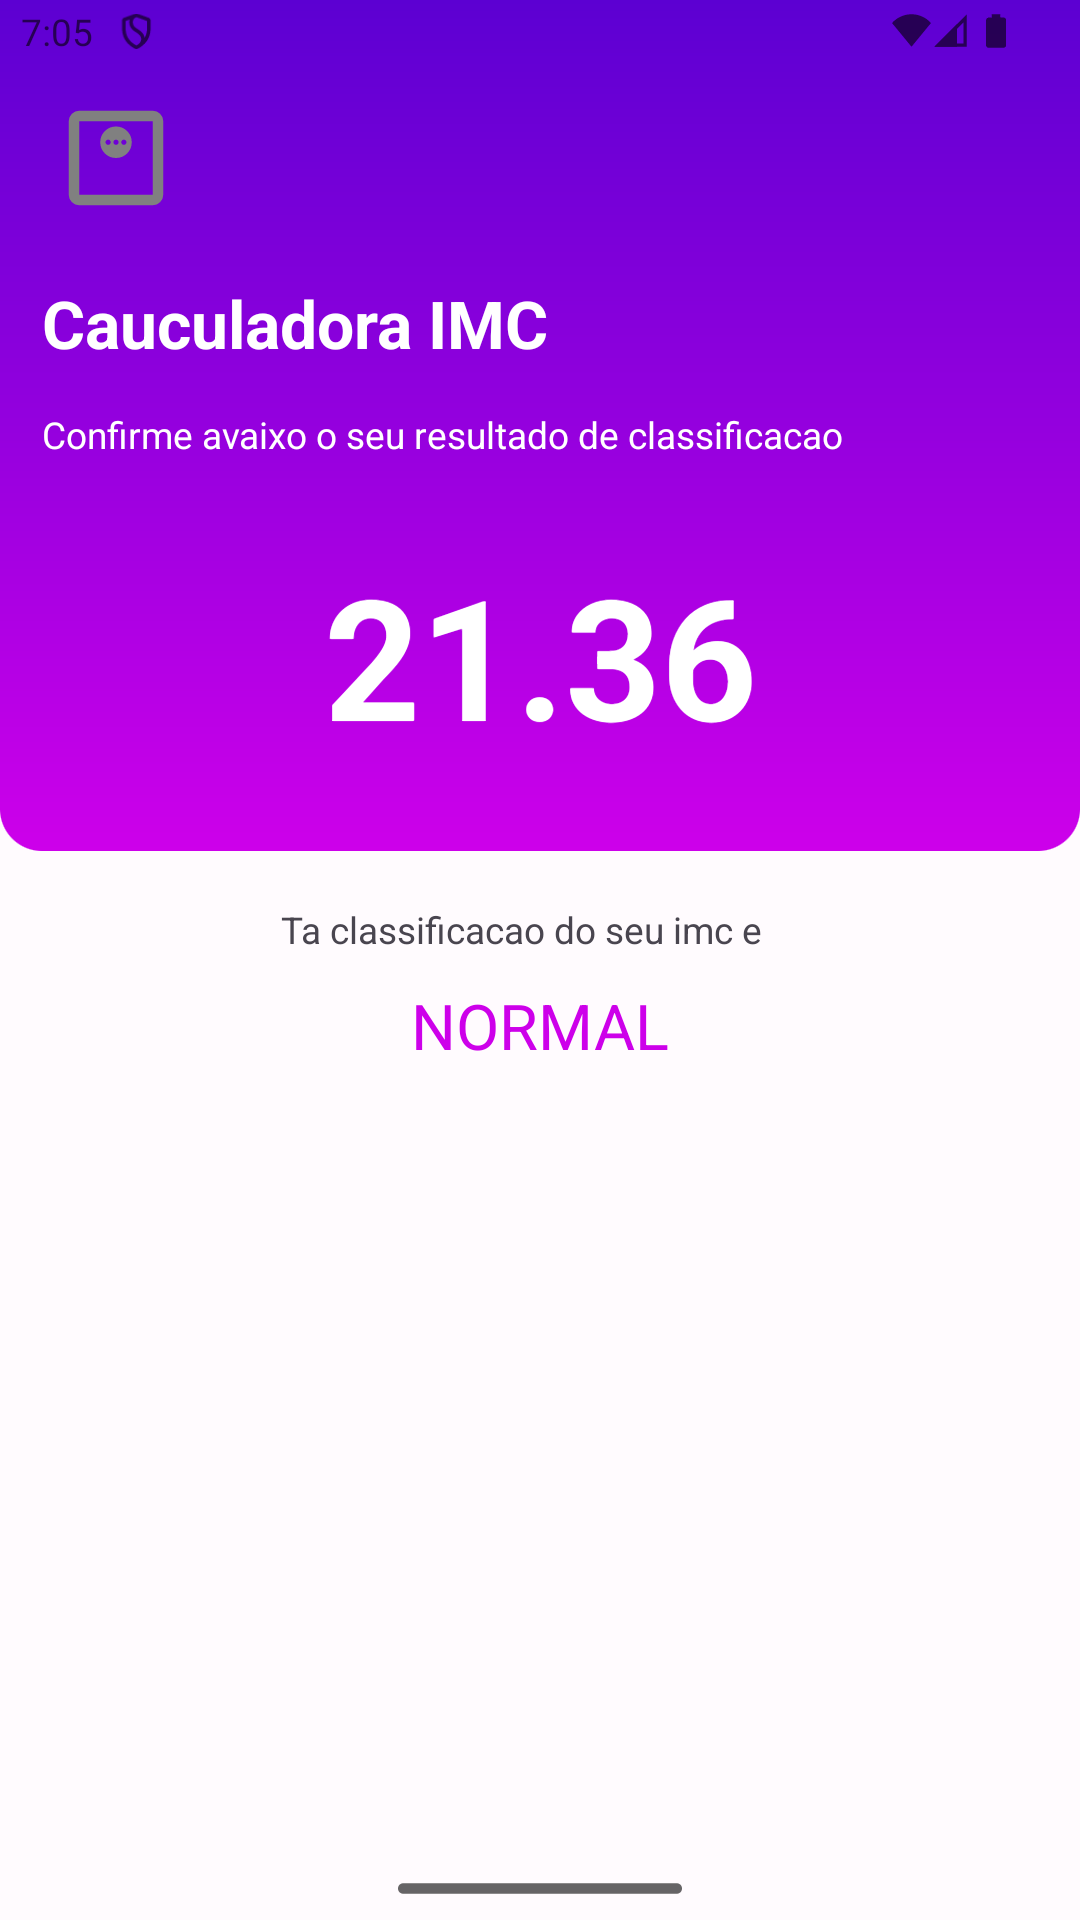 7:05
Cauculadora IMC
Confirme avaixo o seu resultado de classificacao
21.36
Ta classificacao do seu imc e
NORMAL